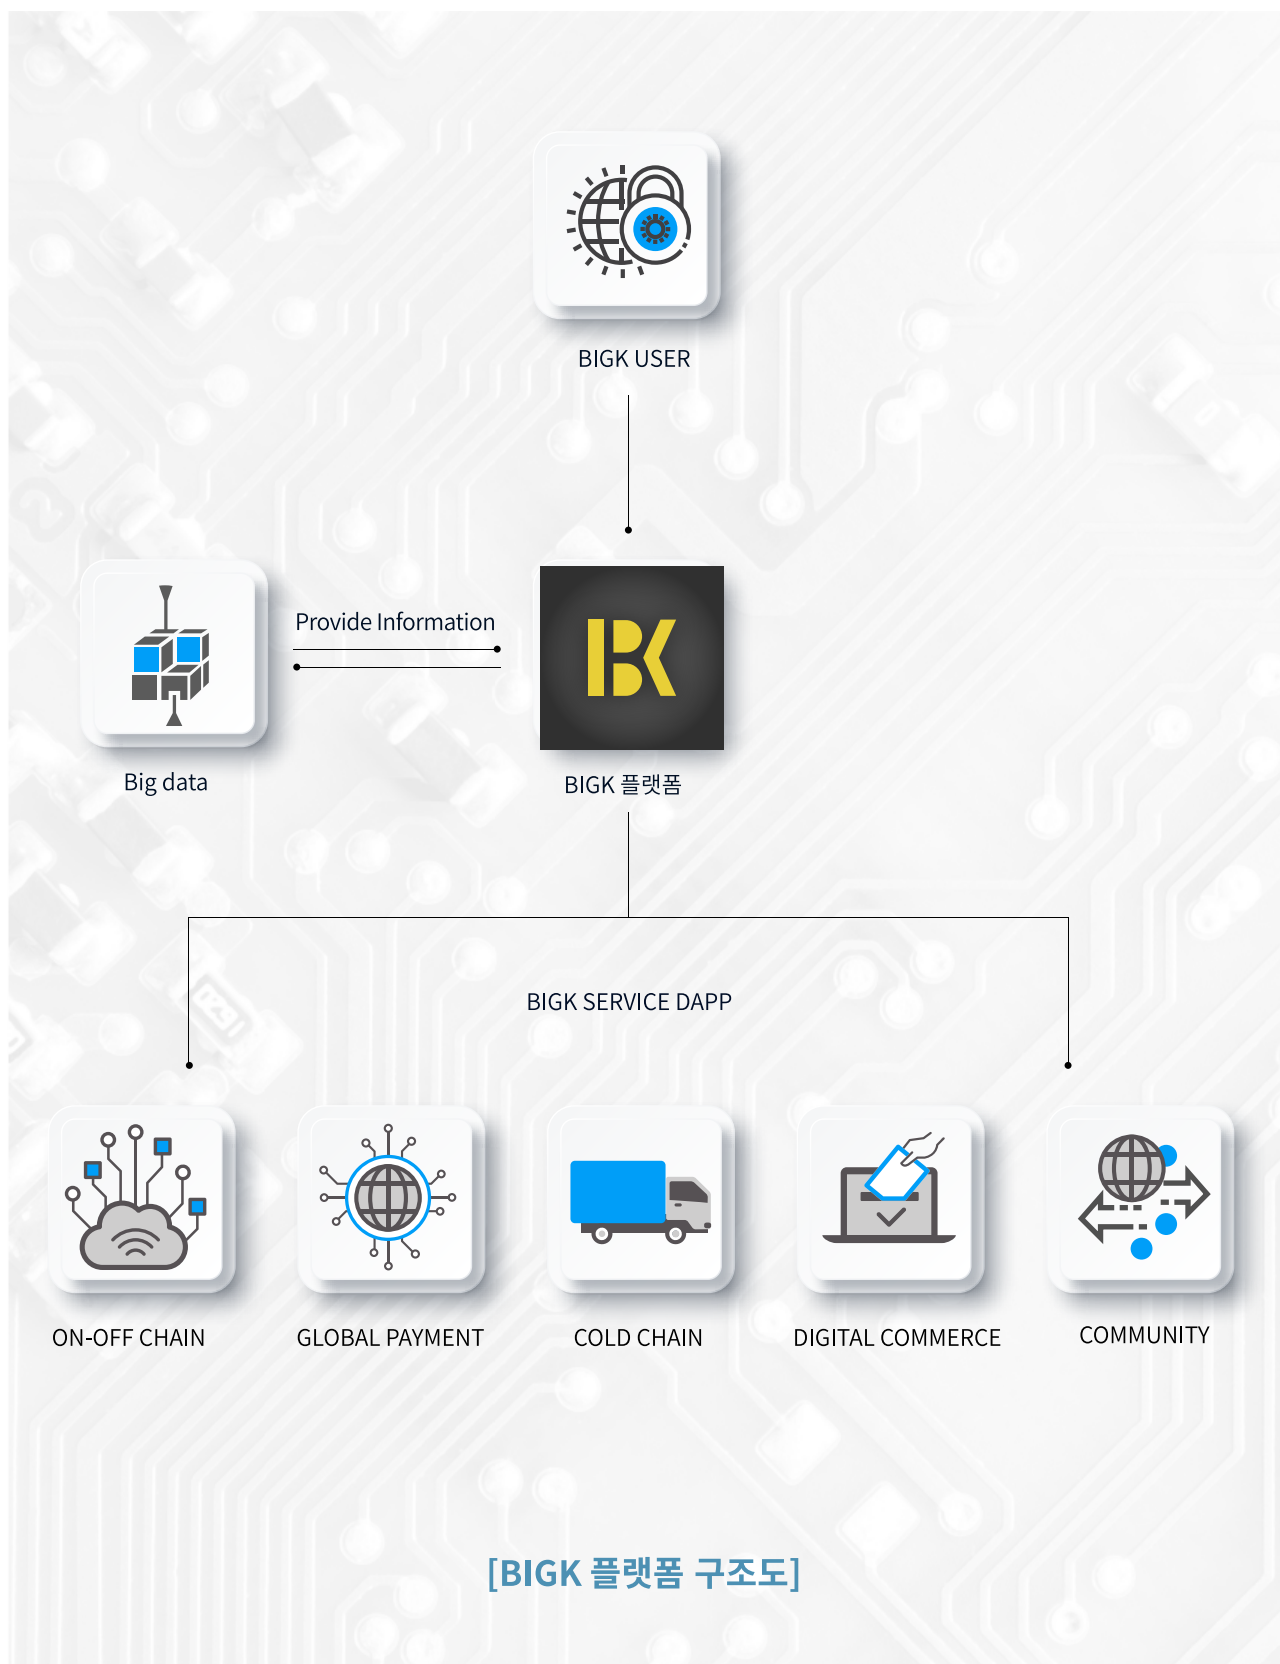 BIGK USER
Provide Information
BK
Big data
BIGK 플랫폼
BIGK SERVICE DAPP
ON-OFF CHAIN
GLOBAL PAYMENT
COLD CHAIN
DIGITAL COMMERCE
COMMUNITY
[BIGK 플랫폼 구조도]